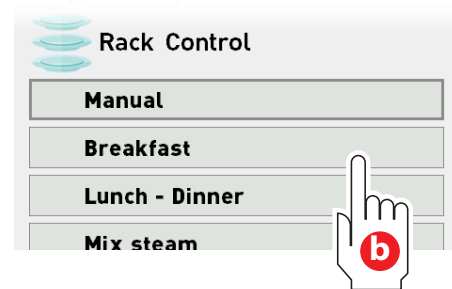 Rack Control
Manual
Breakfast
Lunch - Dinner
Mix steam
b